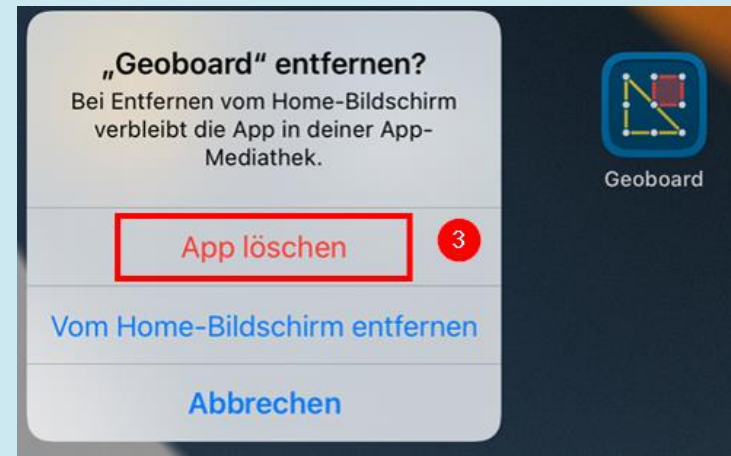 „Geoboard“ entfernen?
Bei Entfernen vom Home-Bildschirm
verbleibt die App in deiner App-
Mediathek.
Geoboard
App löschen
3
Vom Home-Bildschirm entfernen
Abbrechen